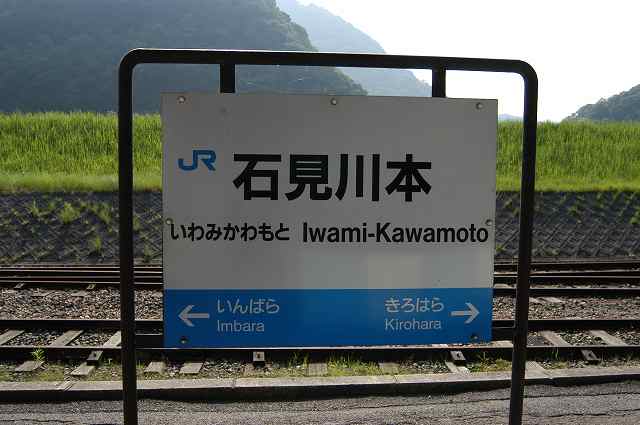 JR 石見川本
いわみかわもと Iwami-Kawamoto
← いんばら きろはら →
Imbara Kirohara